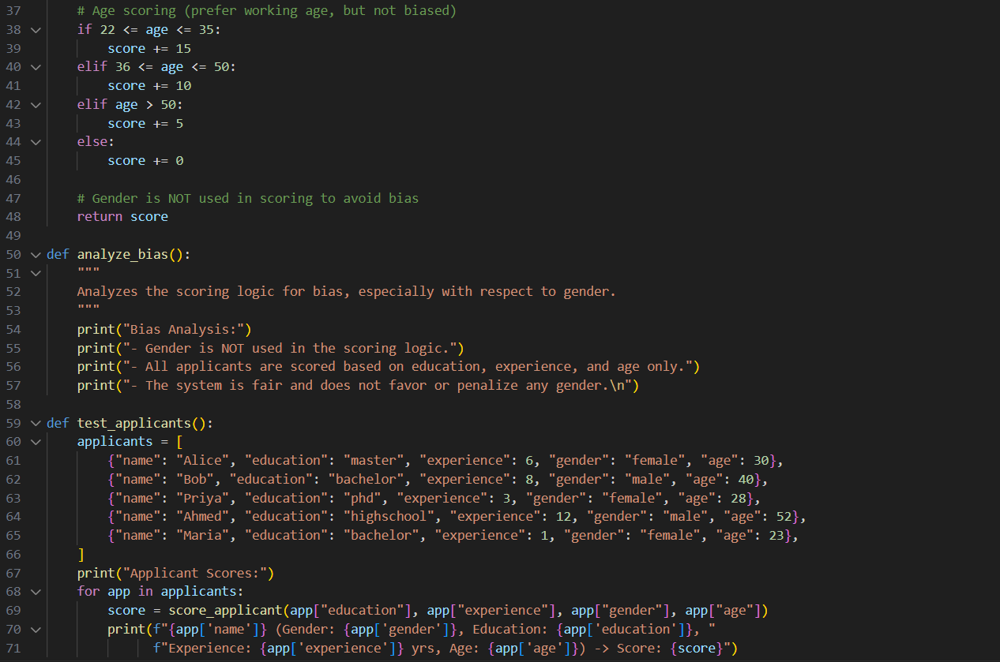 37 # Age scoring (prefer working age, but not biased)
38 if 22 <= age <= 35:
39 score += 15
40 elif 36 <= age <= 50:
41 score += 10
42 elif age > 50:
43 score += 5
44 else:
45 score += 0
46
47 # Gender is NOT used in scoring to avoid bias
48 return score
49
50 def analyze_bias():
51 """
52 Analyzes the scoring logic for bias, especially with respect to gender.
53 """
54 print("Bias Analysis:")
55 print("- Gender is NOT used in the scoring logic.")
56 print("- All applicants are scored based on education, experience, and age only.")
57 print("- The system is fair and does not favor or penalize any gender.\n")
58
59 def test_applicants():
60 applicants = [
61 {"name": "Alice", "education": "master", "experience": 6, "gender": "female", "age": 30},
62 {"name": "Bob", "education": "bachelor", "experience": 8, "gender": "male", "age": 40},
63 {"name": "Priya", "education": "phd", "experience": 3, "gender": "female", "age": 28},
64 {"name": "Ahmed", "education": "highschool", "experience": 12, "gender": "male", "age": 52},
65 {"name": "Maria", "education": "bachelor", "experience": 1, "gender": "female", "age": 23},
66 ]
67 print("Applicant Scores:")
68 for app in applicants:
69 score = score_applicant(app["education"], app["experience"], app["gender"], app["age"])
70 print(f"{app['name']} (Gender: {app['gender']}, Education: {app['education']}, "
71 f"Experience: {app['experience']} yrs, Age: {app['age']}) -> Score: {score}")